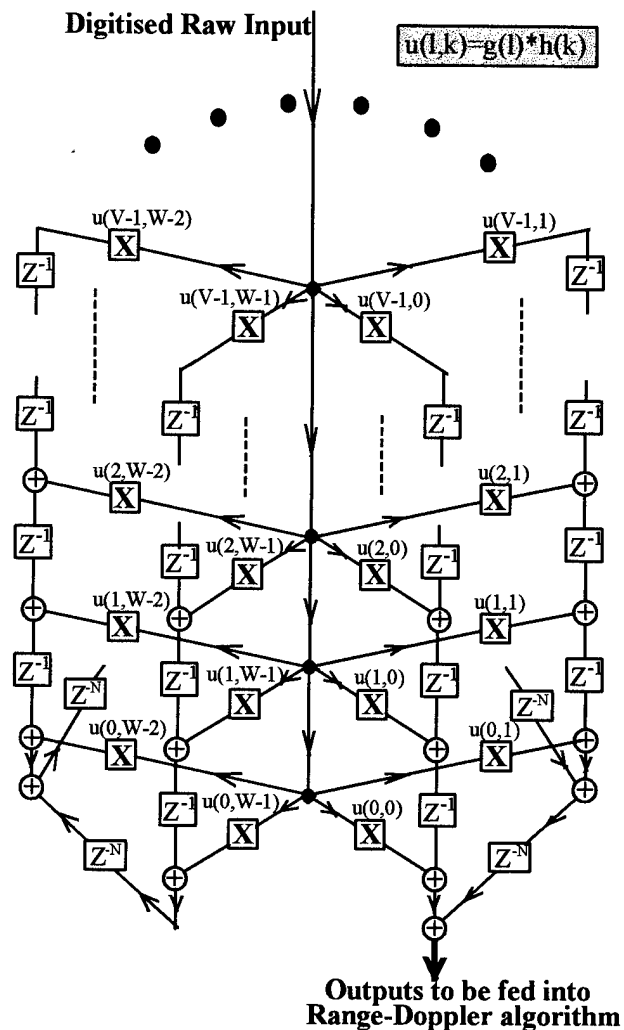 Digitised Raw Input
u(l,k)=g(l)*h(k)
u(V-1,W-2)
u(V-1,1)
X
X
Z-1
Z-1
u(V-1,W-1)
u(V-1,0)
X
X
Z-1
Z-1
Z-1
Z-1
u(2,W-2)
u(2,1)
X
X
Z-1
Z-1
Z-1
Z-1
u(2,W-1)
u(2,0)
X
X
u(1,W-2)
u(1,1)
X
X
Z-1
Z-1
Z-1
Z-1
u(1,W-1)
u(1,0)
X
X
Z-N
Z-N
u(0,W-2)
u(0,1)
X
X
Z-1
Z-1
u(0,W-1)
u(0,0)
X
X
Z-N
Z-N
Outputs to be fed into
Range-Doppler algorithm